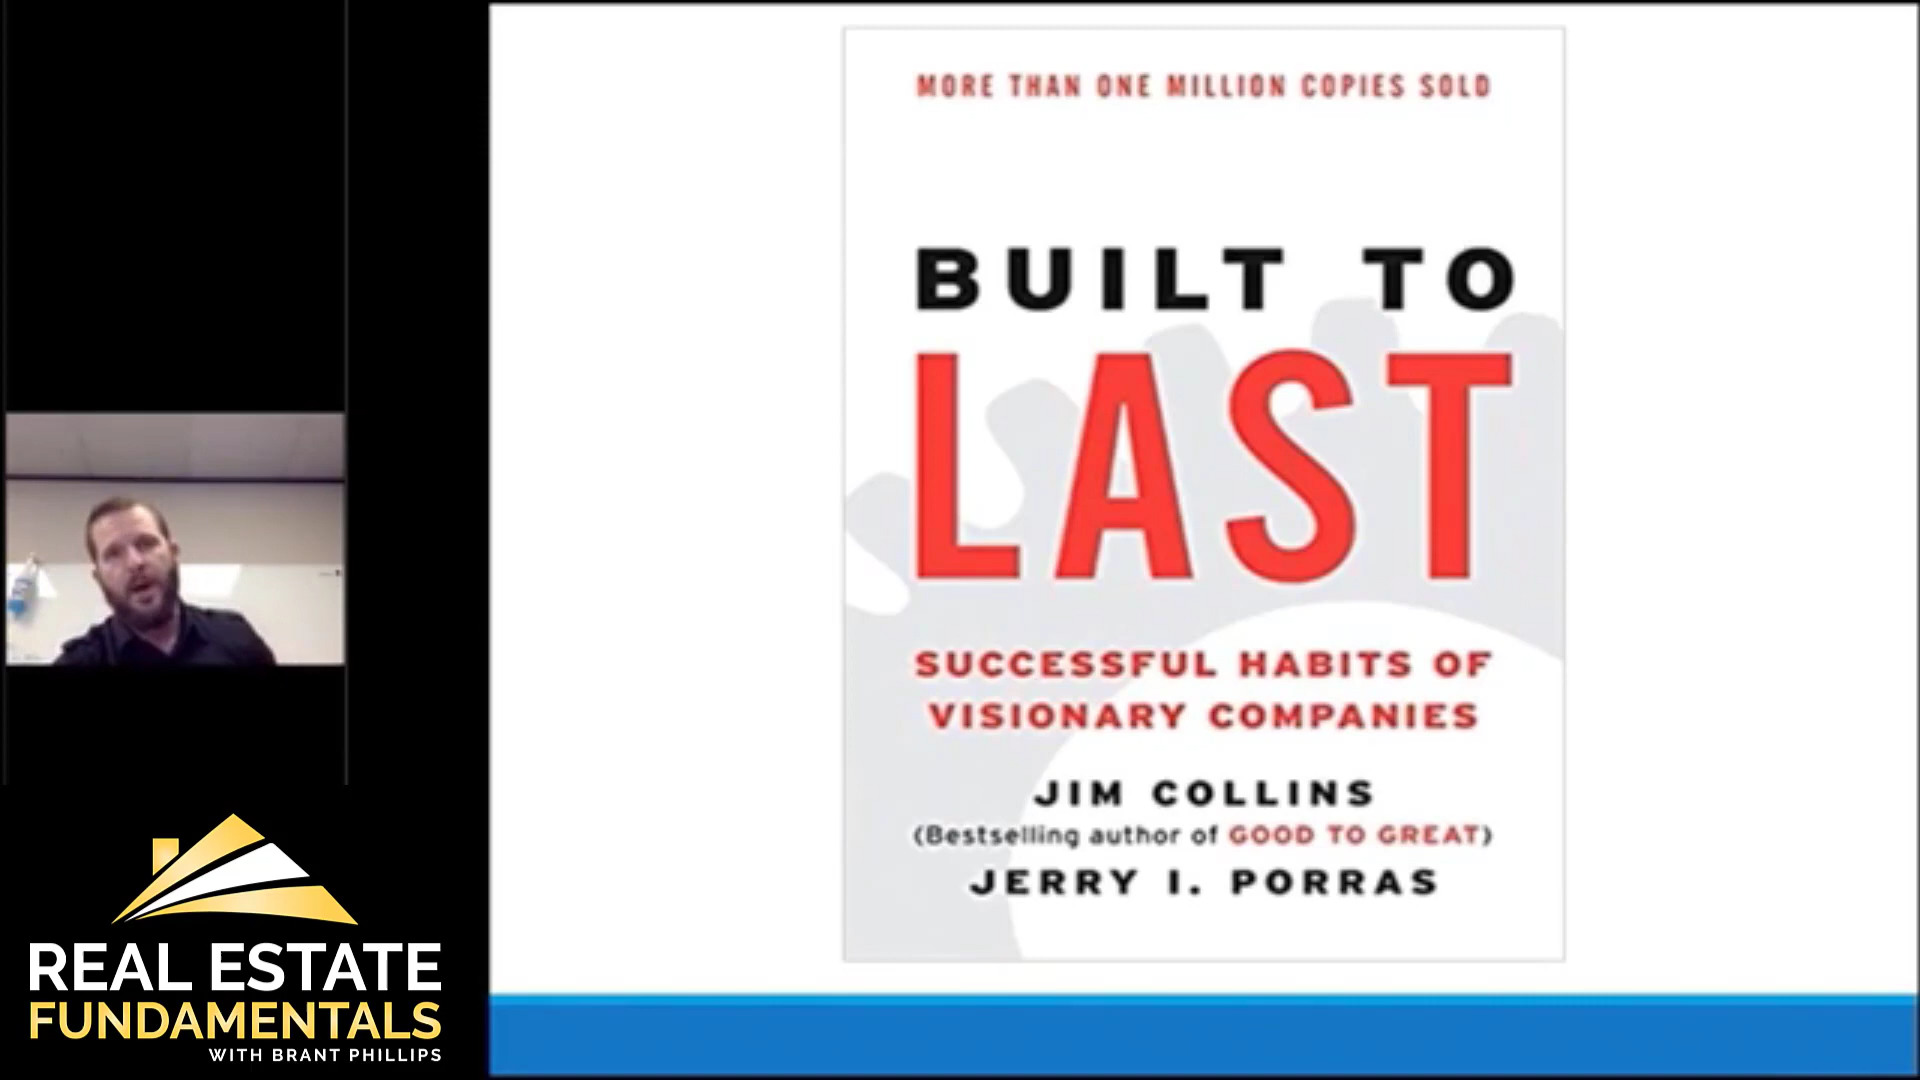 MORE THAN ONE MILLION COPIES SOLD
BUILT TO
LAST
SUCCESSFUL HABITS OF
VISIONARY COMPANIES
JIM COLLINS
(Bestselling author of GOOD TO GREAT)
JERRY I. PORRAS
REAL ESTATE
FUNDAMENTALS
WITH BRANT PHILLIPS